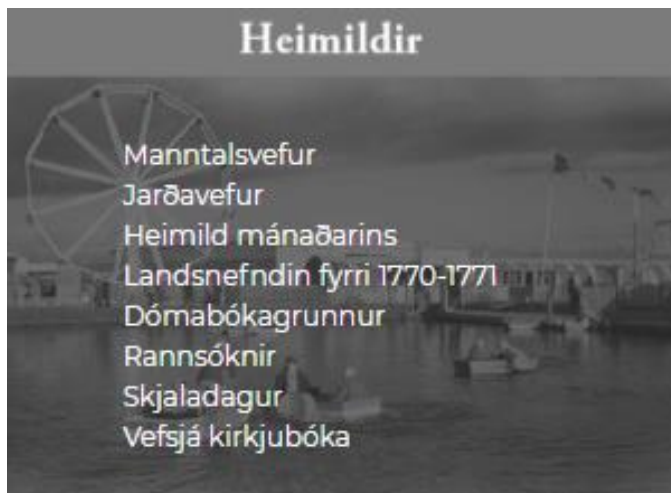 Heimildir
Manntalsvefur
Jarðavefur
Heimild mánaðarins
Landsnefndin fyrri 1770-1771
Dómabókagrunnur
Rannsóknir
Skjaladagur
Vefsjá kirkjubóka